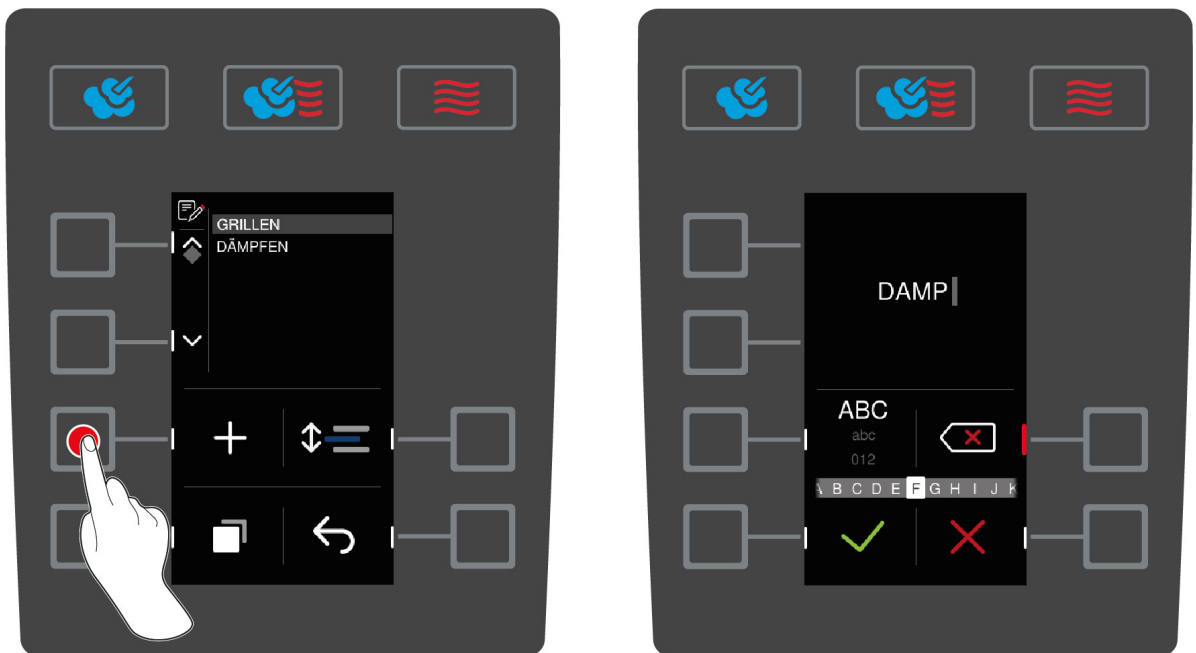 GRILLEN
DÄMPFEN
DAMP
ABC
abc
012
A B C D E F G H I J K